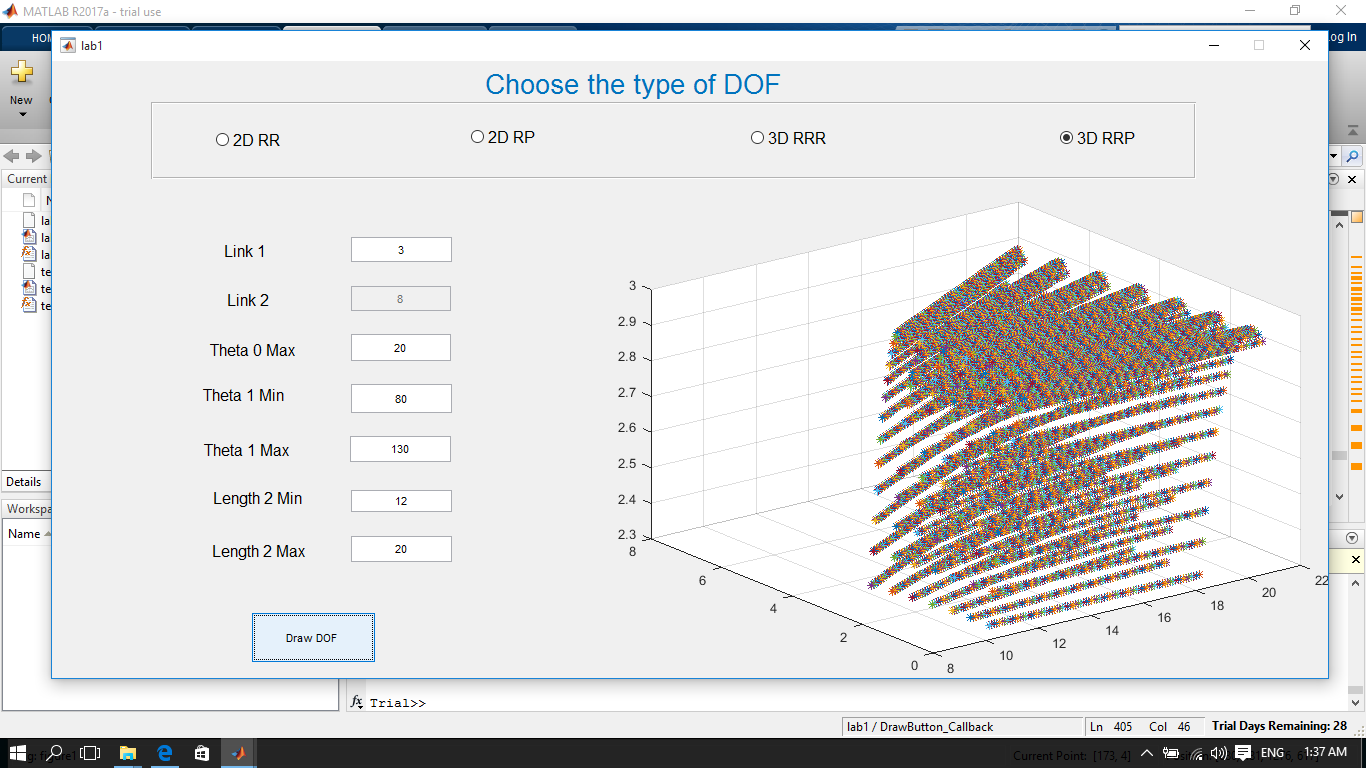 MATLAB R2017a - trial use
HOM
og In
lab1
Choose the type of DOF
2D RR
2D RP
3D RRR
3D RRP
New
Current
Link 1
3
Link 2
8
Theta 0 Max
20
Theta 1 Min
80
Theta 1 Max
130
Length 2 Min
12
Length 2 Max
20
Draw DOF
3
2.9
2.8
2.7
2.6
2.5
2.4
2.3
8
6
4
2
0
8
10
12
14
16
18
20
22
N
la
la
la
te
te
te
Details
Workspa
Name
fx Trial>>
lab1 / DrawButton_Callback
Ln 405 Col 46
Trial Days Remaining: 28
Current Point: [173, 4]
ENG
1:37 AM